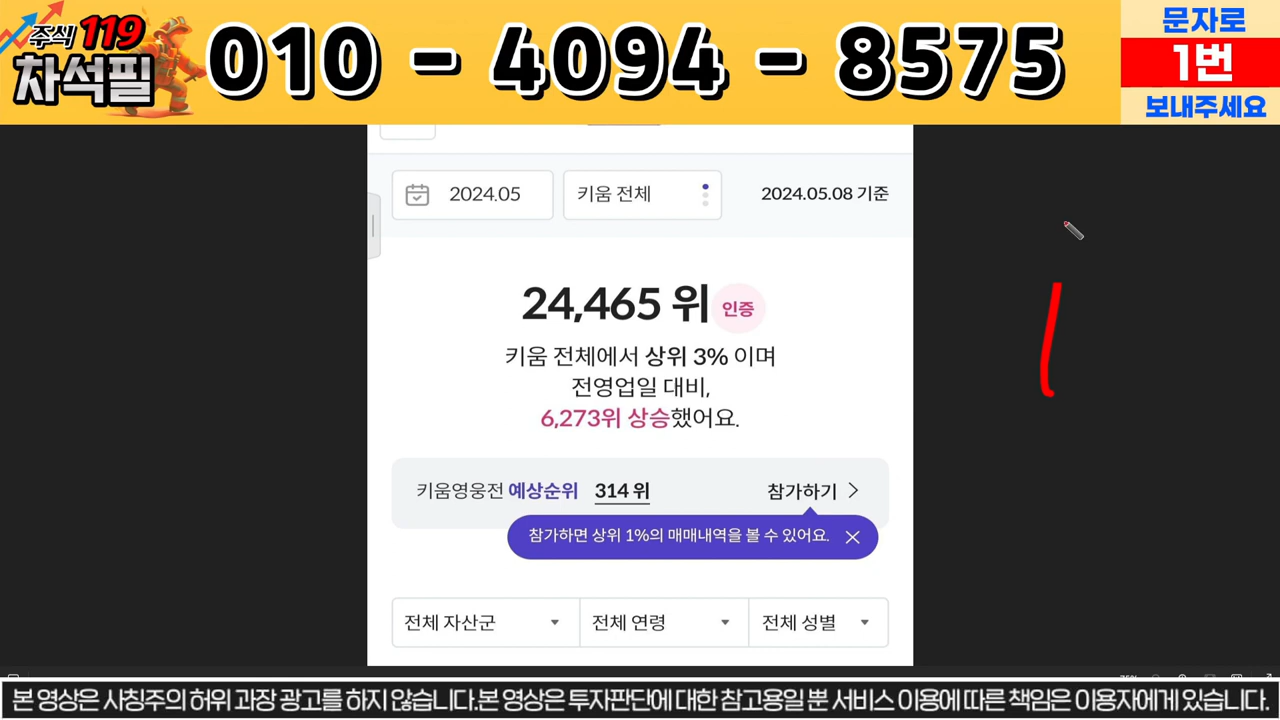 주식 119
차석필
010 - 4094 - 8575
문자로
1번
보내주세요
2024.05
키움 전체
2024.05.08 기준
24,465 위 인증
키움 전체에서 상위 3% 이며
전영업일 대비,
6,273위 상승했어요.
키움영웅전 예상순위 314 위 참가하기
참가하면 상위 1%의 매매내역을 볼 수 있어요.
전체 자산군
전체 연령
전체 성별
본 영상은 사칭주의 허위 과장 광고를 하지 않습니다.본 영상은 투자판단에 대한 참고용일 뿐 서비스 이용에 따른 책임은 이용자에게 있습니다.